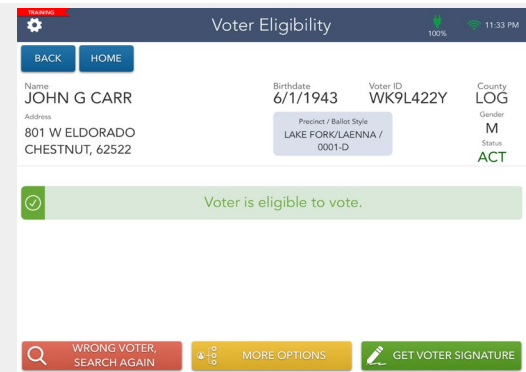 TRAINING
Voter Eligibility
100%
11:33 PM
BACK
HOME
Name
JOHN G CARR
Birthdate
6/1/1943
Voter ID
WK9L422Y
County
LOG
Address
801 W ELDORADO
CHESTNUT, 62522
Precinct / Ballot Style
LAKE FORK/LAENNA /
0001-D
Gender
M
Status
ACT
Voter is eligible to vote.
WRONG VOTER,
SEARCH AGAIN
MORE OPTIONS
GET VOTER SIGNATURE